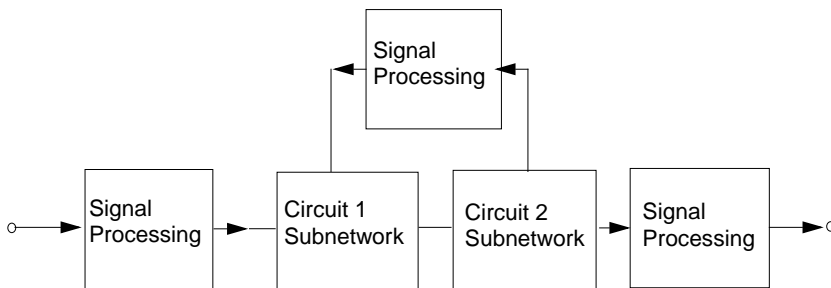 Signal
Processing
Signal
Processing
Circuit 1
Subnetwork
Circuit 2
Subnetwork
Signal
Processing